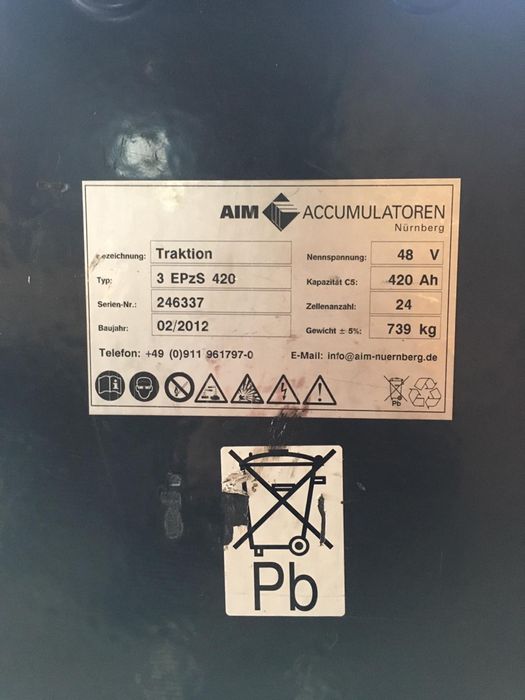 AIM ACCUMULATOREN
Nürnberg
ezeichnung: Traktion
Nennspannung: 48 V
Typ: 3 EPzS 420
Kapazität C5: 420 Ah
Serien-Nr.: 246337
Zellenanzahl: 24
Baujahr: 02/2012
Gewicht ± 5%: 739 kg
Telefon: +49 (0)911 961797-0 E-Mail: info@aim-nuernberg.de
Pb
Pb